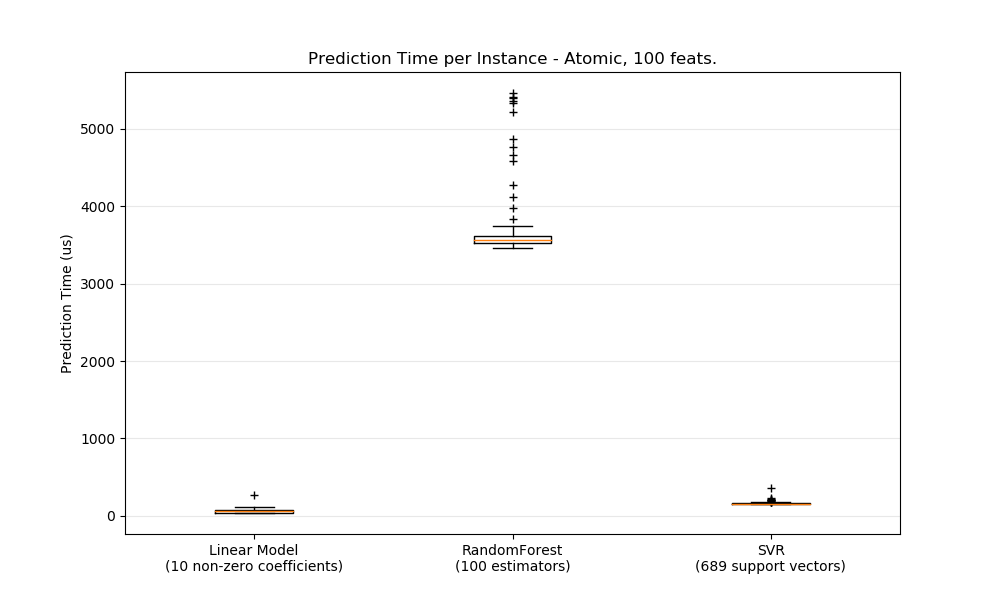 Prediction Time per Instance - Atomic, 100 feats.
Prediction Time (us)
5000
4000
3000
2000
1000
0
Linear Model
(10 non-zero coefficients)
RandomForest
(100 estimators)
SVR
(689 support vectors)